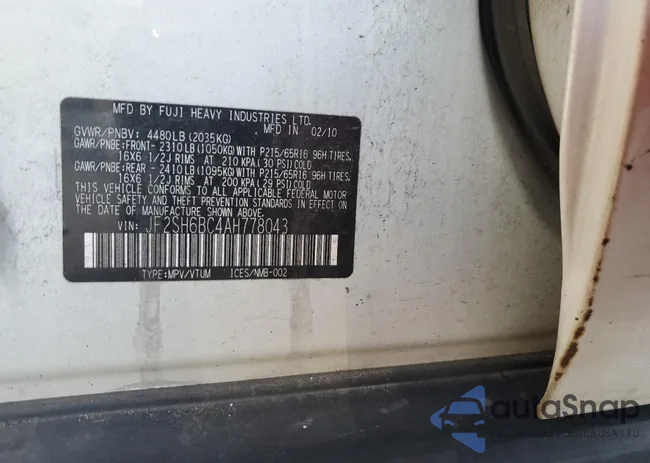 MFD BY FUJI HEAVY INDUSTRIES LTD.
MFD IN 02/10
GVWR/PNBV: 4480LB(2035KG)
GAWR/PNBE:FRONT- 2310LB(1050KG)WITH P215/65R16 96H TIRES,
16X6 1/2J RIMS AT 210 KPA(30 PSI)COLD
GAWR/PNBE:REAR - 2410LB(1095KG)WITH P215/65R16 96H TIRES,
16X6 1/2J RIMS AT 200 KPA(29 PSI)COLD
THIS VEHICLE CONFORMS TO ALL APPLICABLE FEDERAL MOTOR
VEHICLE SAFETY AND THEFT PREVENTION STANDARDS IN EFFECT ON
THE DATE OF MANUFACTURE SHOWN ABOVE.
VIN: JF2SH6BC4AH778043
TYPE:MPV/VTUM ICES/NMB-002
autoSnap